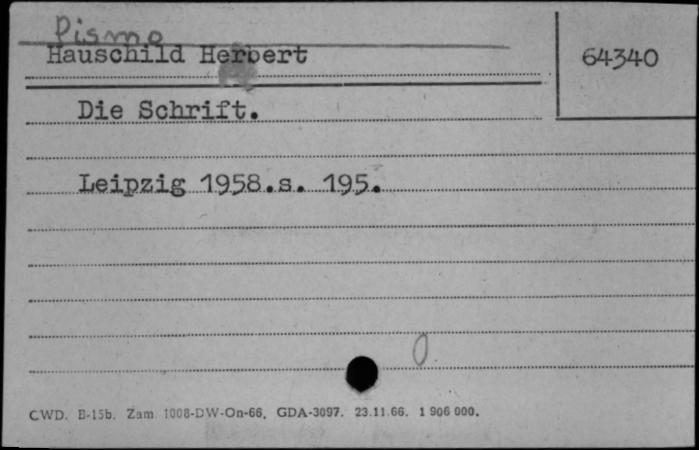 Pismo
Hauschild Herbert
64340
Die Schrift.
Leipzig 1958.s. 195.
0
CWD. B-15b. Zam 1008-DW-On-66. GDA-3097. 23.11.66. 1 906 000.